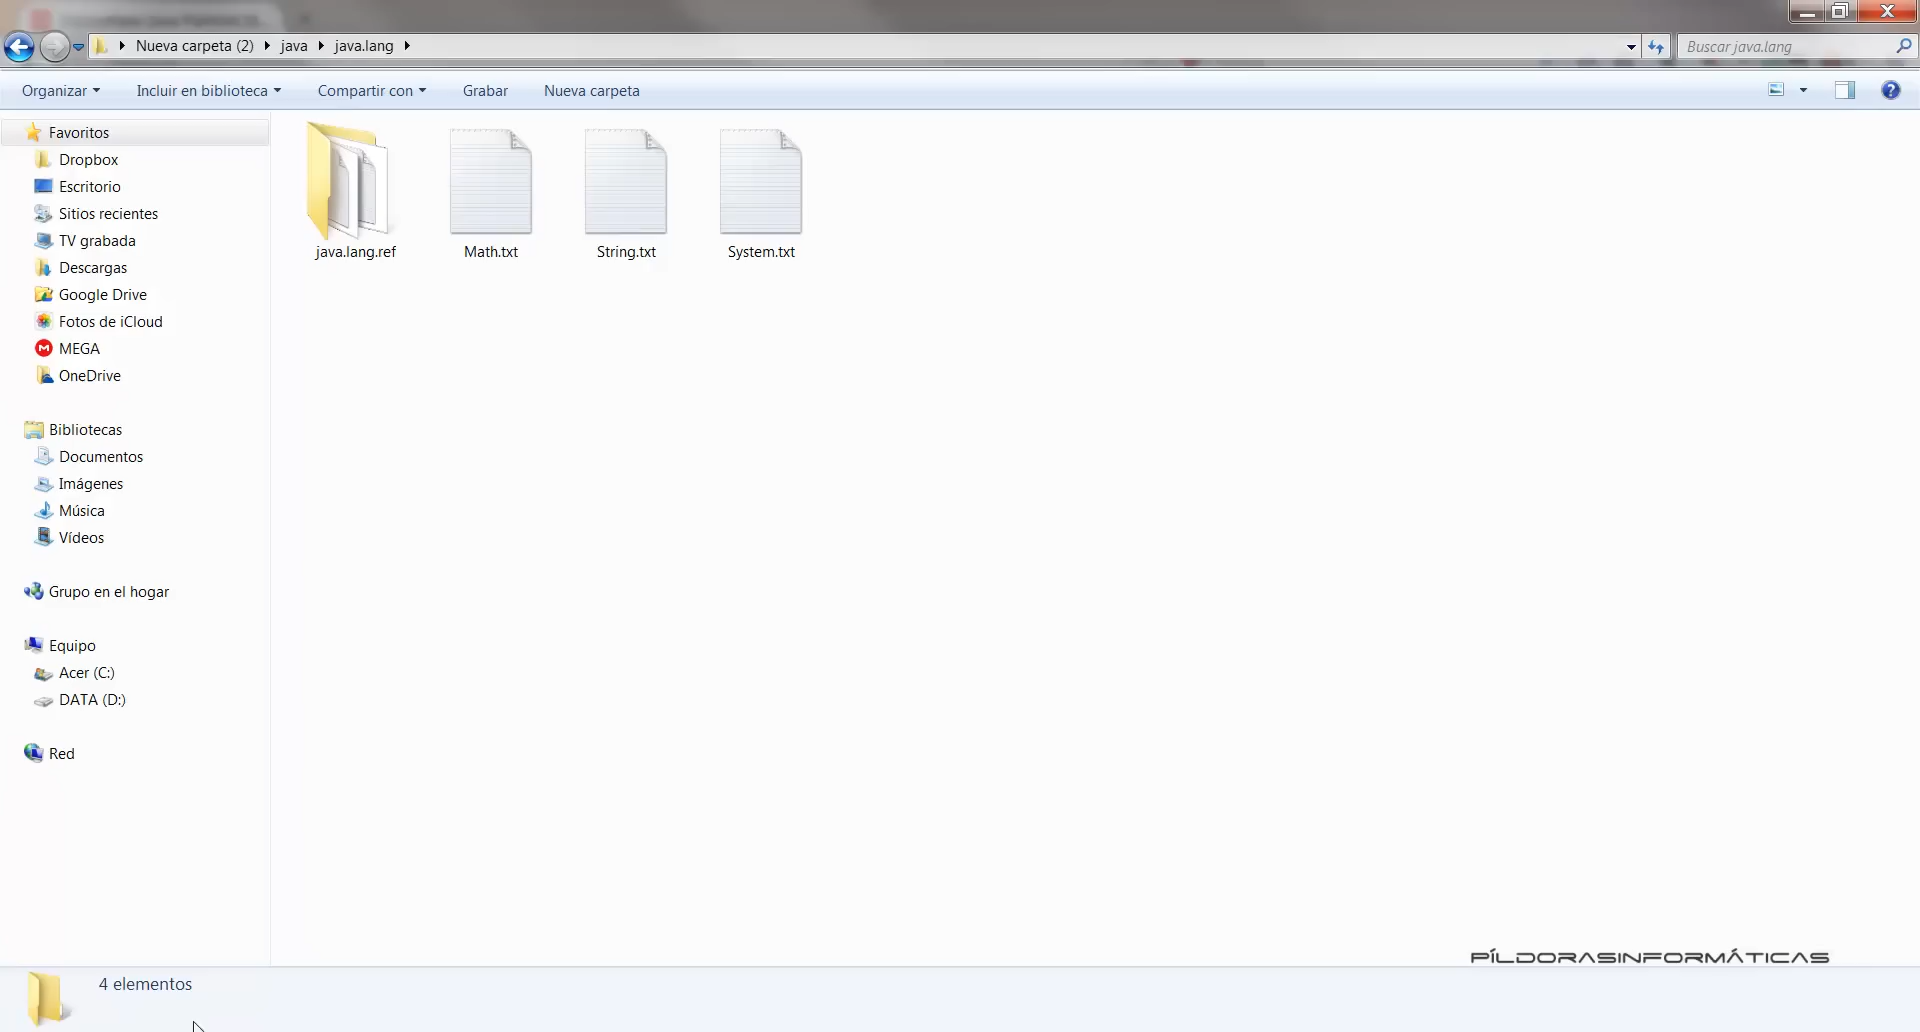 Nueva carpeta (2) java java.lang
Buscar java.lang
Organizar Incluir en biblioteca Compartir con Grabar Nueva carpeta
Favoritos
Dropbox
Escritorio
Sitios recientes
TV grabada
Descargas
Google Drive
Fotos de iCloud
MEGA
OneDrive
Bibliotecas
Documentos
Imágenes
Música
Vídeos
Grupo en el hogar
Equipo
Acer (C:)
DATA (D:)
Red
java.lang.ref Math.txt String.txt System.txt
PÍLDORASINFORMÁTICAS
4 elementos